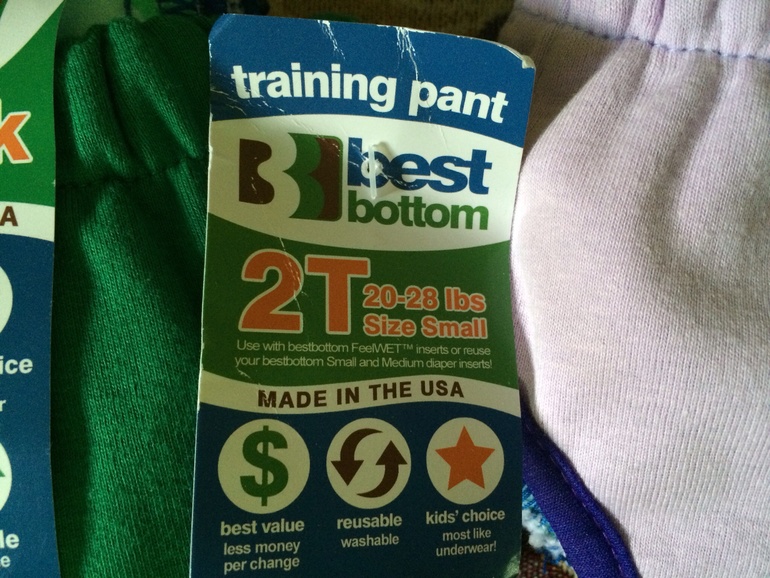 training pant
best
bottom
2T
20-28 lbs
Size Small
Use with bestbottom FeelWET™ inserts or reuse
your bestbottom Small and Medium diaper inserts!
MADE IN THE USA
$
best value
less money
per change
reusable
washable
kids' choice
most like
underwear!
k
A
ice
r
le
e